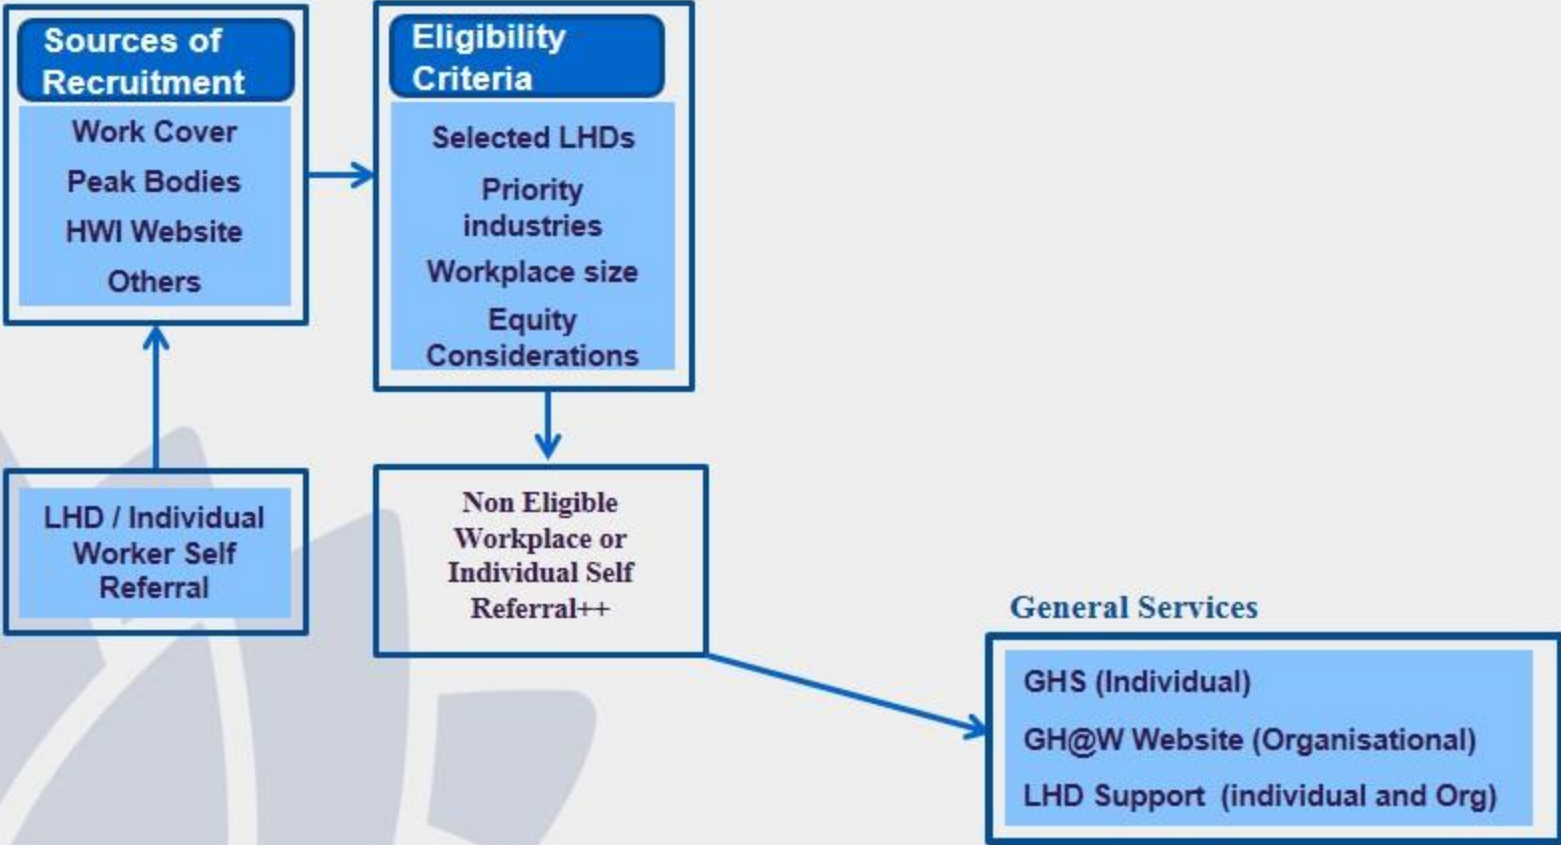 Sources of
Recruitment
Work Cover
Peak Bodies
HWI Website
Others
Eligibility
Criteria
Selected LHDs
Priority
industries
Workplace size
Equity
Considerations
LHD / Individual
Worker Self
Referral
Non Eligible
Workplace or
Individual Self
Referral++
General Services
GHS (Individual)
GH@W Website (Organisational)
LHD Support (individual and Org)